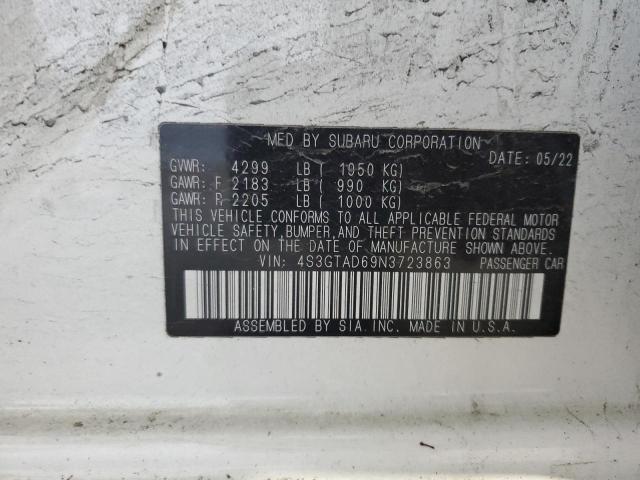 MFD BY SUBARU CORPORATION
GVWR: 4299 LB ( 1950 KG) DATE: 05/22
GAWR: F 2183 LB ( 990 KG)
GAWR: R 2205 LB ( 1000 KG)
THIS VEHICLE CONFORMS TO ALL APPLICABLE FEDERAL MOTOR
VEHICLE SAFETY, BUMPER, AND THEFT PREVENTION STANDARDS
IN EFFECT ON THE DATE OF MANUFACTURE SHOWN ABOVE.
VIN: 4S3GTAD69N3723863 PASSENGER CAR
ASSEMBLED BY SIA. INC. MADE IN U.S.A.